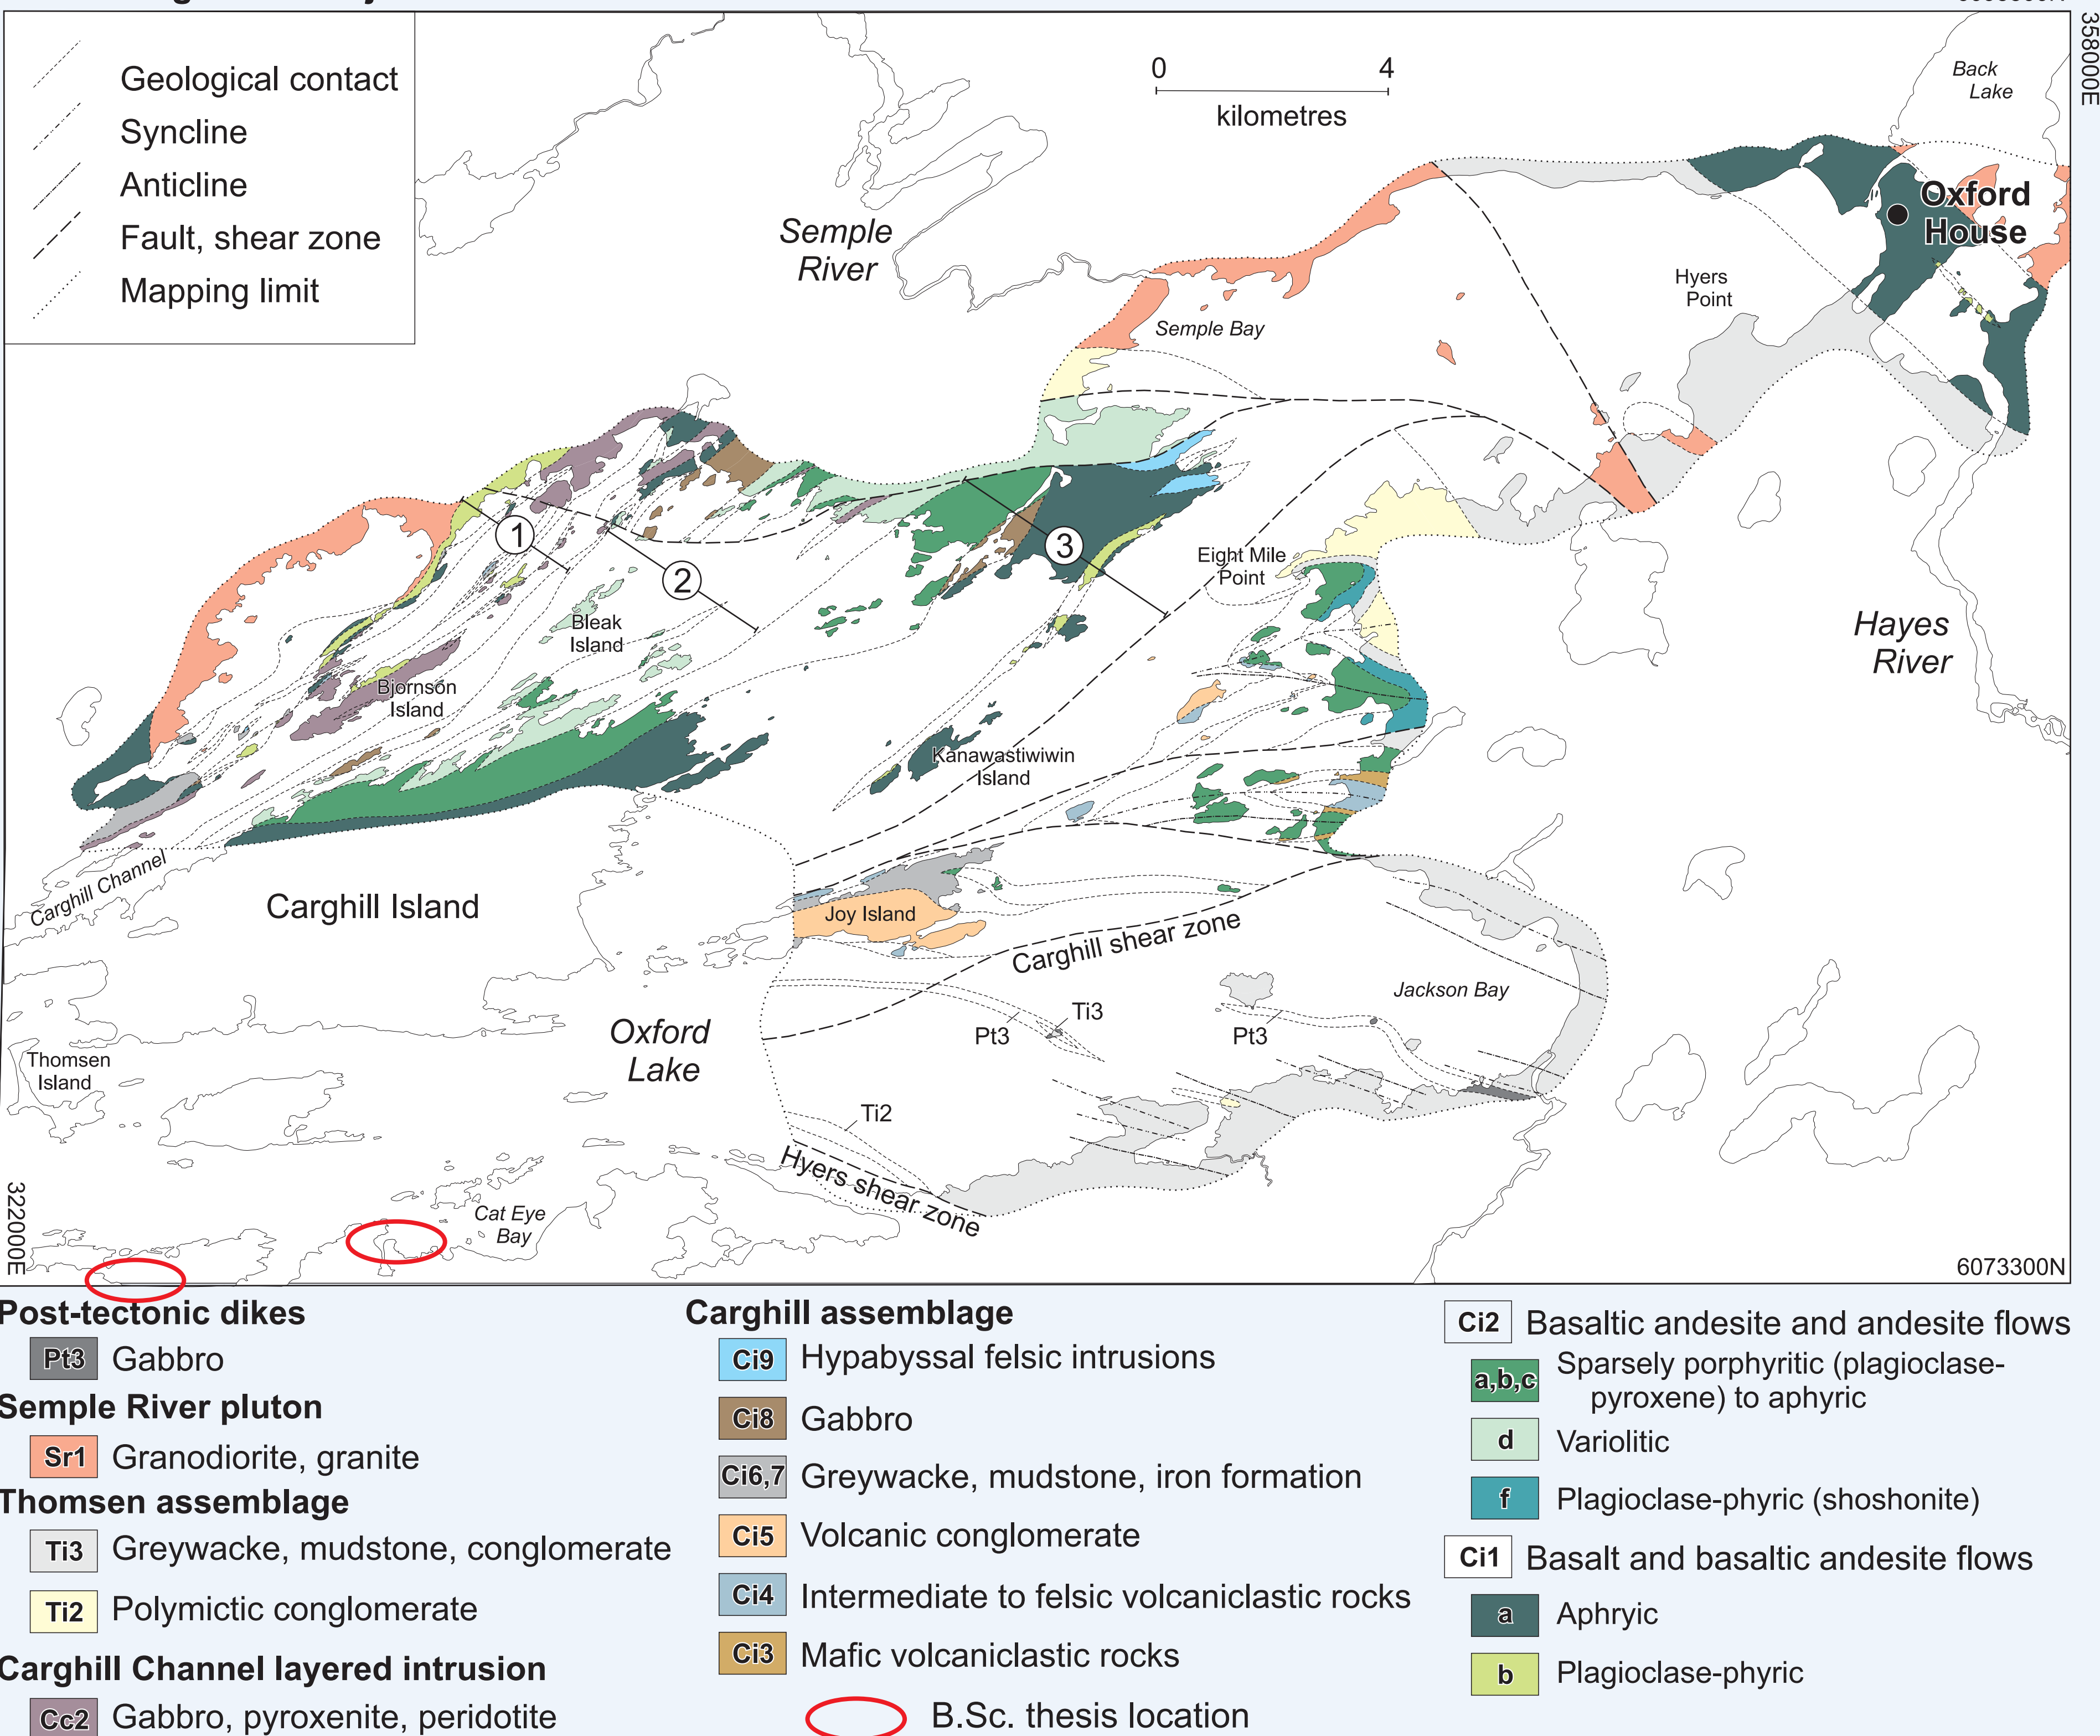 358000E
Geological contact
Syncline
Anticline
Fault, shear zone
Mapping limit
0 4
kilometres
Back
Lake
Oxford
House
Semple
River
Hyers
Point
Semple Bay
1
2
3
Eight Mile
Point
Bleak
Island
Hayes
River
Bjornson
Island
Kanawastiwiwin
Island
Carghill Channel
Carghill Island
Joy Island
Carghill shear zone
Jackson Bay
Oxford
Lake
Ti3
Pt3
Pt3
Thomsen
Island
Ti2
Hyers shear zone
Cat Eye
Bay
322000E
6073300N
Post-tectonic dikes
Pt3 Gabbro
Semple River pluton
Sr1 Granodiorite, granite
Thomsen assemblage
Ti3 Greywacke, mudstone, conglomerate
Ti2 Polymictic conglomerate
Carghill Channel layered intrusion
Cc2 Gabbro, pyroxenite, peridotite
Carghill assemblage
Ci9 Hypabyssal felsic intrusions
Ci8 Gabbro
Ci6,7 Greywacke, mudstone, iron formation
Ci5 Volcanic conglomerate
Ci4 Intermediate to felsic volcaniclastic rocks
Ci3 Mafic volcaniclastic rocks
B.Sc. thesis location
Ci2 Basaltic andesite and andesite flows
a,b,c Sparsely porphyritic (plagioclase-
pyroxene) to aphyric
d Variolitic
f Plagioclase-phyric (shoshonite)
Ci1 Basalt and basaltic andesite flows
a Aphryic
b Plagioclase-phyric